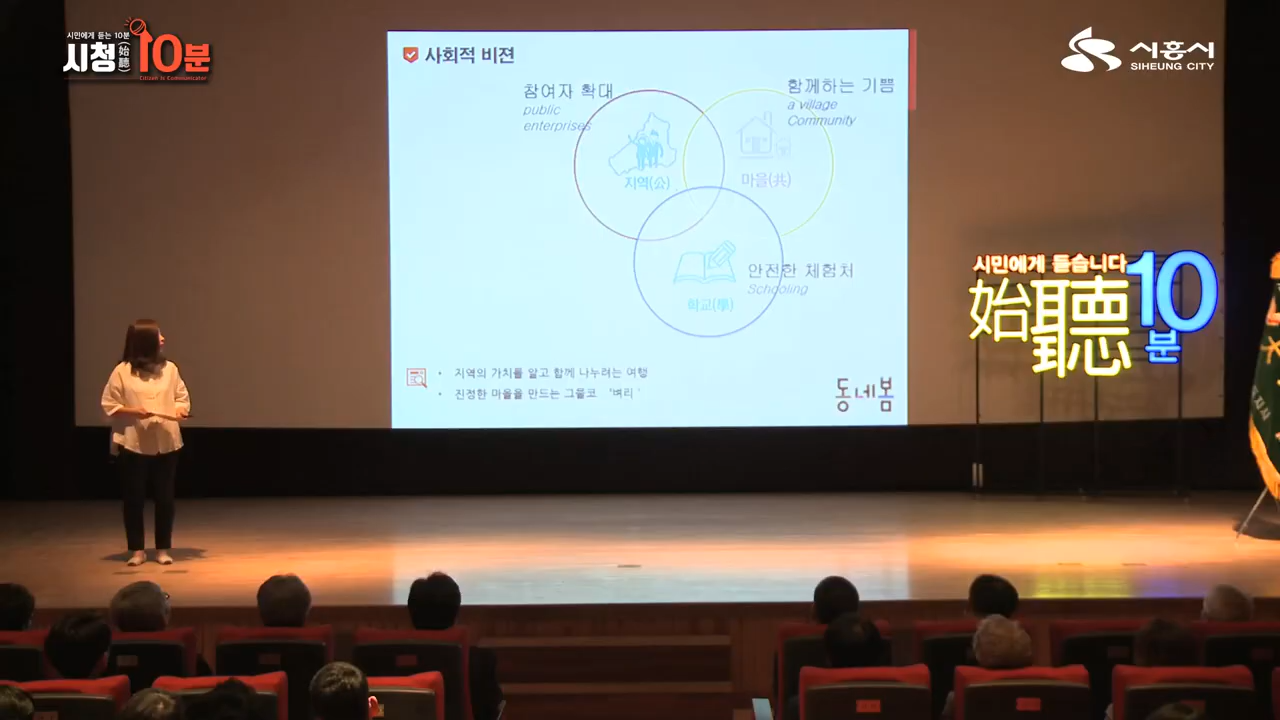 시민에게 듣는 10분
시청(始聽)10분
Citizen is Communicator
시흥시
SIHEUNG CITY
사회적 비젼
참여자 확대
public
enterprises
함께하는 기쁨
a village
Community
지역(公)
마을(共)
안전한 체험처
Schooling
학교(學)
• 지역의 가치를 알고 함께 나누려는 여행
• 진정한 마을을 만드는 그물코 '벼리'
동네봄
시민에게 듣습니다
始聽10분